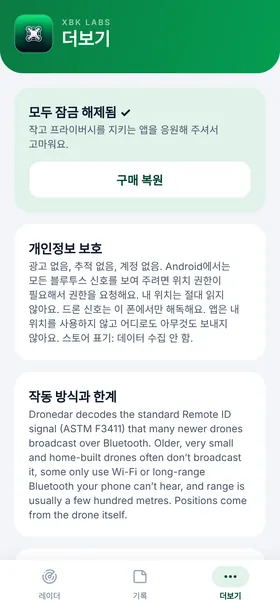 XBK LABS
더보기
모두 잠금 해제됨 ✓
작고 프라이버시를 지키는 앱을 응원해 주셔서
고마워요.
구매 복원
개인정보 보호
광고 없음, 추적 없음, 계정 없음. Android에서는
모든 블루투스 신호를 보여 주려면 위치 권한이
필요해서 권한을 요청해요. 내 위치는 절대 읽지
않아요. 드론 신호는 이 폰에서만 해독해요. 앱은 내
위치를 사용하지 않고 어디로도 아무것도 보내지
않아요. 스토어 표기: 데이터 수집 안 함.
작동 방식과 한계
Dronedar decodes the standard Remote ID
signal (ASTM F3411) that many newer drones
broadcast over Bluetooth. Older, very small
and home-built drones often don’t broadcast
it, some only use Wi-Fi or long-range
Bluetooth your phone can’t hear, and range is
usually a few hundred metres. Positions come
from the drone itself.
레이더
기록
더보기